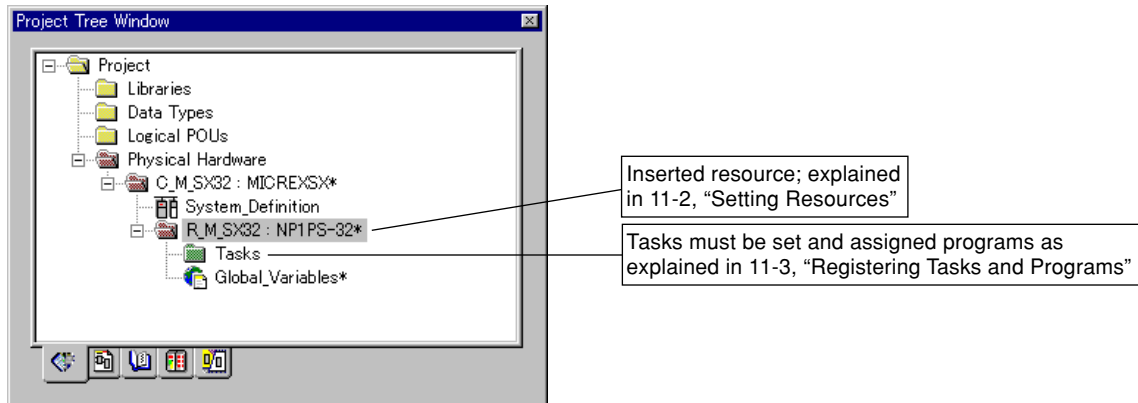 Project Tree Window
Project
Libraries
Data Types
Logical POUs
Physical Hardware
C_M_SX32 : MICREXSX*
System_Definition
R_M_SX32 : NP1PS-32*
Tasks
Global_Variables*
Inserted resource; explained
in 11-2, “Setting Resources”
Tasks must be set and assigned programs as
explained in 11-3, “Registering Tasks and Programs”